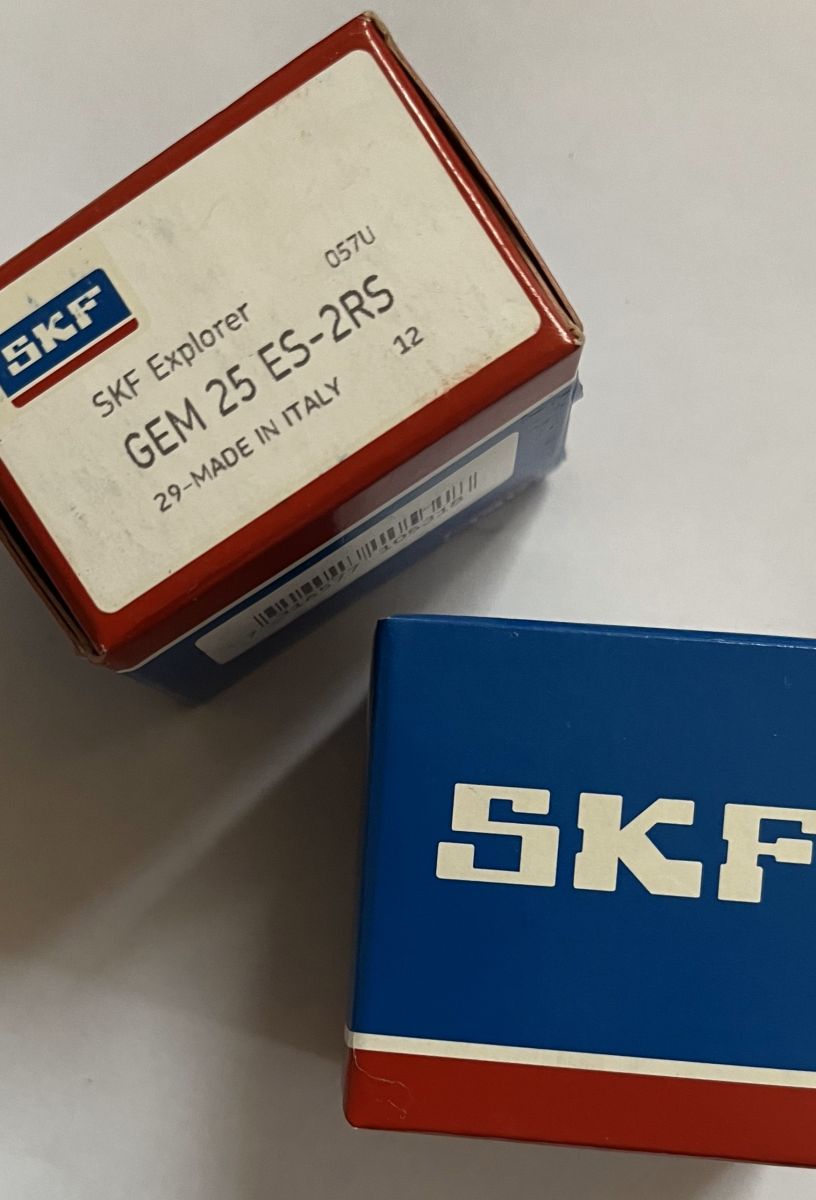 SKF
SKF Explorer
057U
GEM 25 ES-2RS
29-MADE IN ITALY
12
SKF